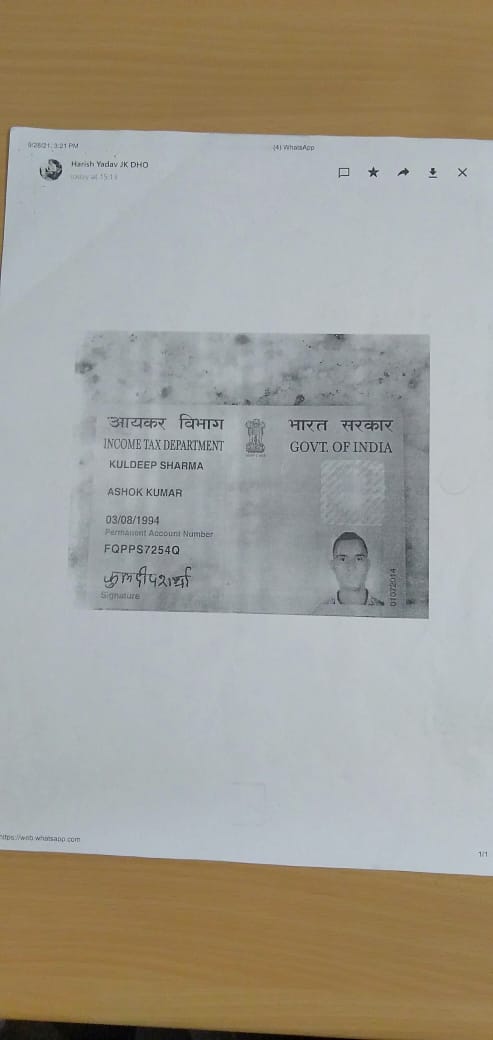 9/28/21, 3:21 PM (4) WhatsApp
Harish Yadav JK DHO
today at 15:13
आयकर विभाग भारत सरकार
INCOME TAX DEPARTMENT GOVT. OF INDIA
KULDEEP SHARMA
ASHOK KUMAR
03/08/1994
Permanent Account Number
FQPPS7254Q
कुलदीप शर्मा
Signature
01072014
https://web.whatsapp.com
1/1